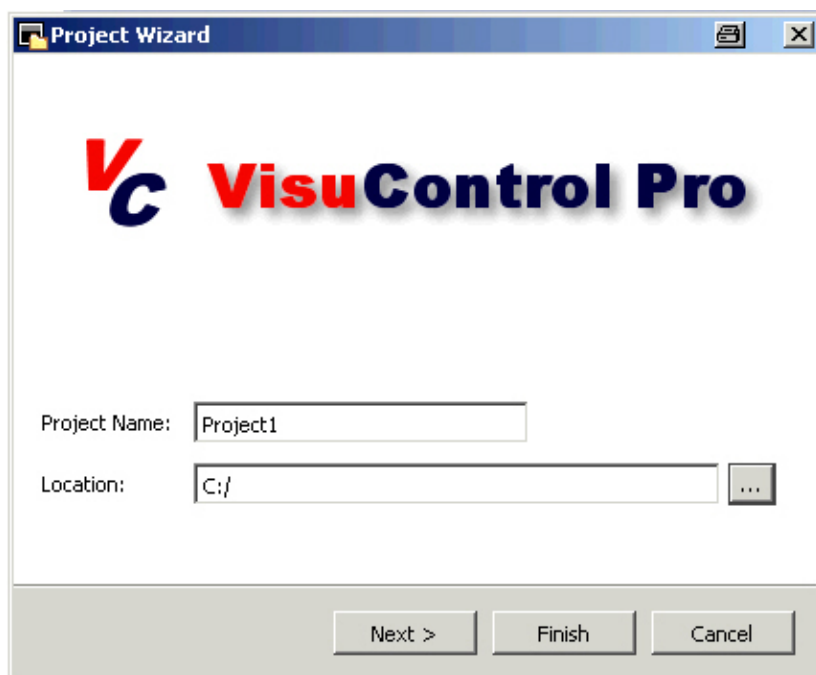 Project Wizard
VC VisuControl Pro
Project Name: Project1
Location: C:/ ...
Next > Finish Cancel